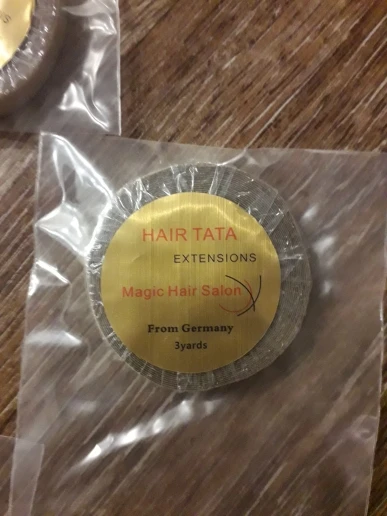 HAIR TATA
EXTENSIONS
Magic Hair Salon
From Germany
3yards